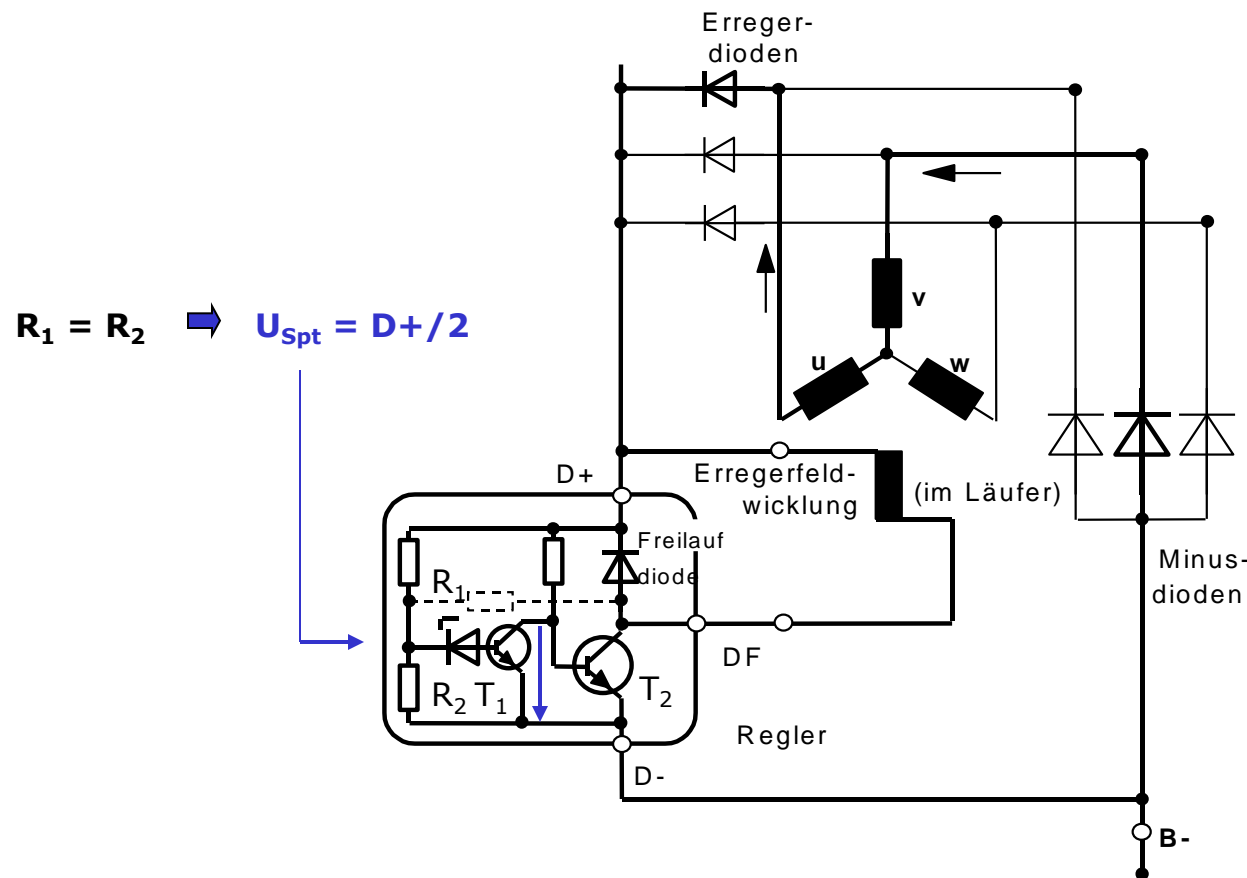 Erreger-
dioden
R1 = R2
USpt = D+/2
v
u
w
D+
Erregerfeld-
wicklung
(im Läufer)
Freilauf
diode
R1
Minus-
dioden
DF
R2
T1
T2
Regler
D-
B-